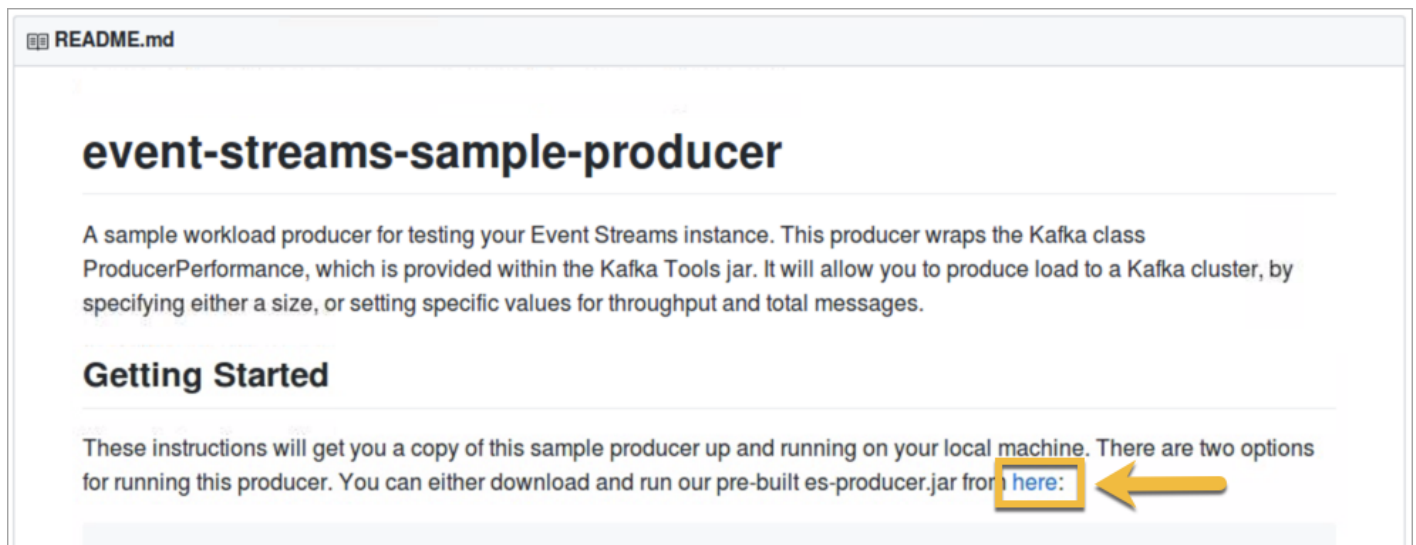 README.md
event-streams-sample-producer
A sample workload producer for testing your Event Streams instance. This producer wraps the Kafka class
ProducerPerformance, which is provided within the Kafka Tools jar. It will allow you to produce load to a Kafka cluster, by
specifying either a size, or setting specific values for throughput and total messages.
Getting Started
These instructions will get you a copy of this sample producer up and running on your local machine. There are two options
for running this producer. You can either download and run our pre-built es-producer.jar from here: